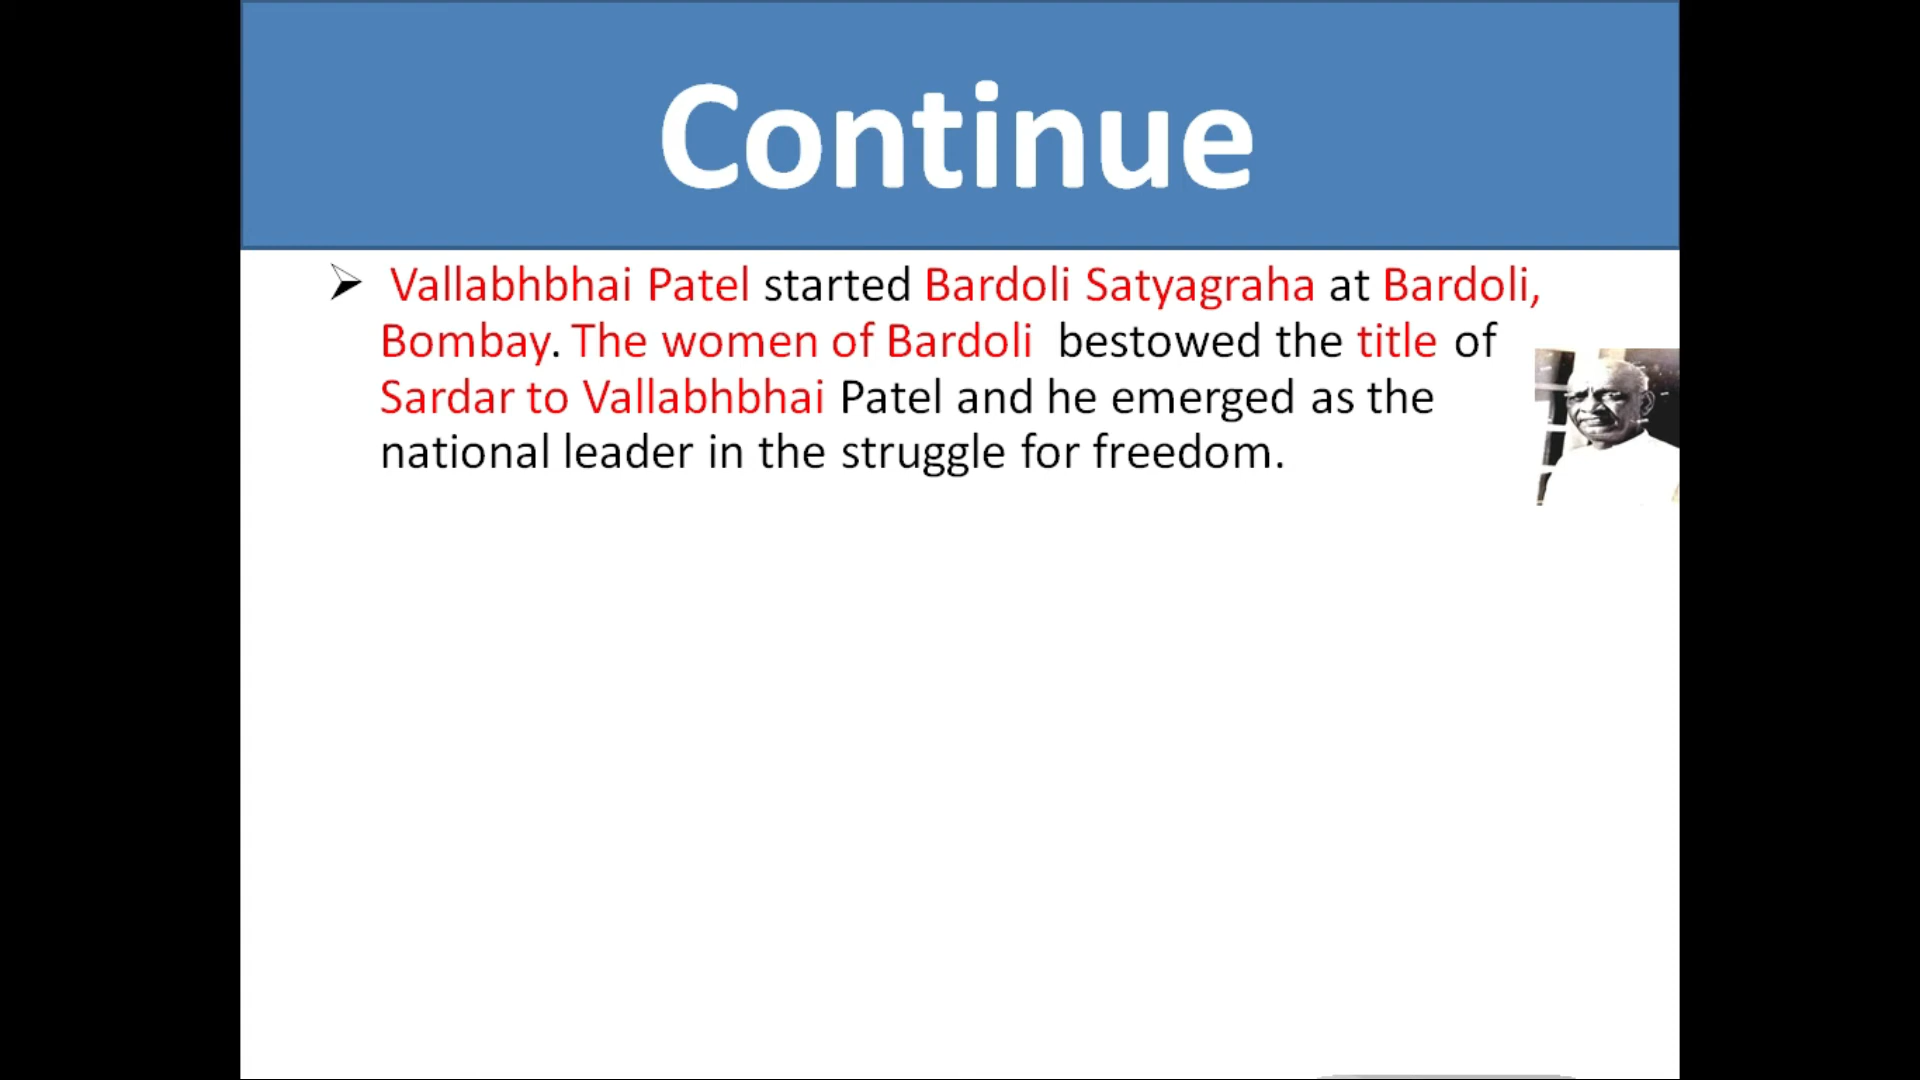 Continue
Vallabhbhai Patel started Bardoli Satyagraha at Bardoli,
Bombay. The women of Bardoli bestowed the title of
Sardar to Vallabhbhai Patel and he emerged as the
national leader in the struggle for freedom.